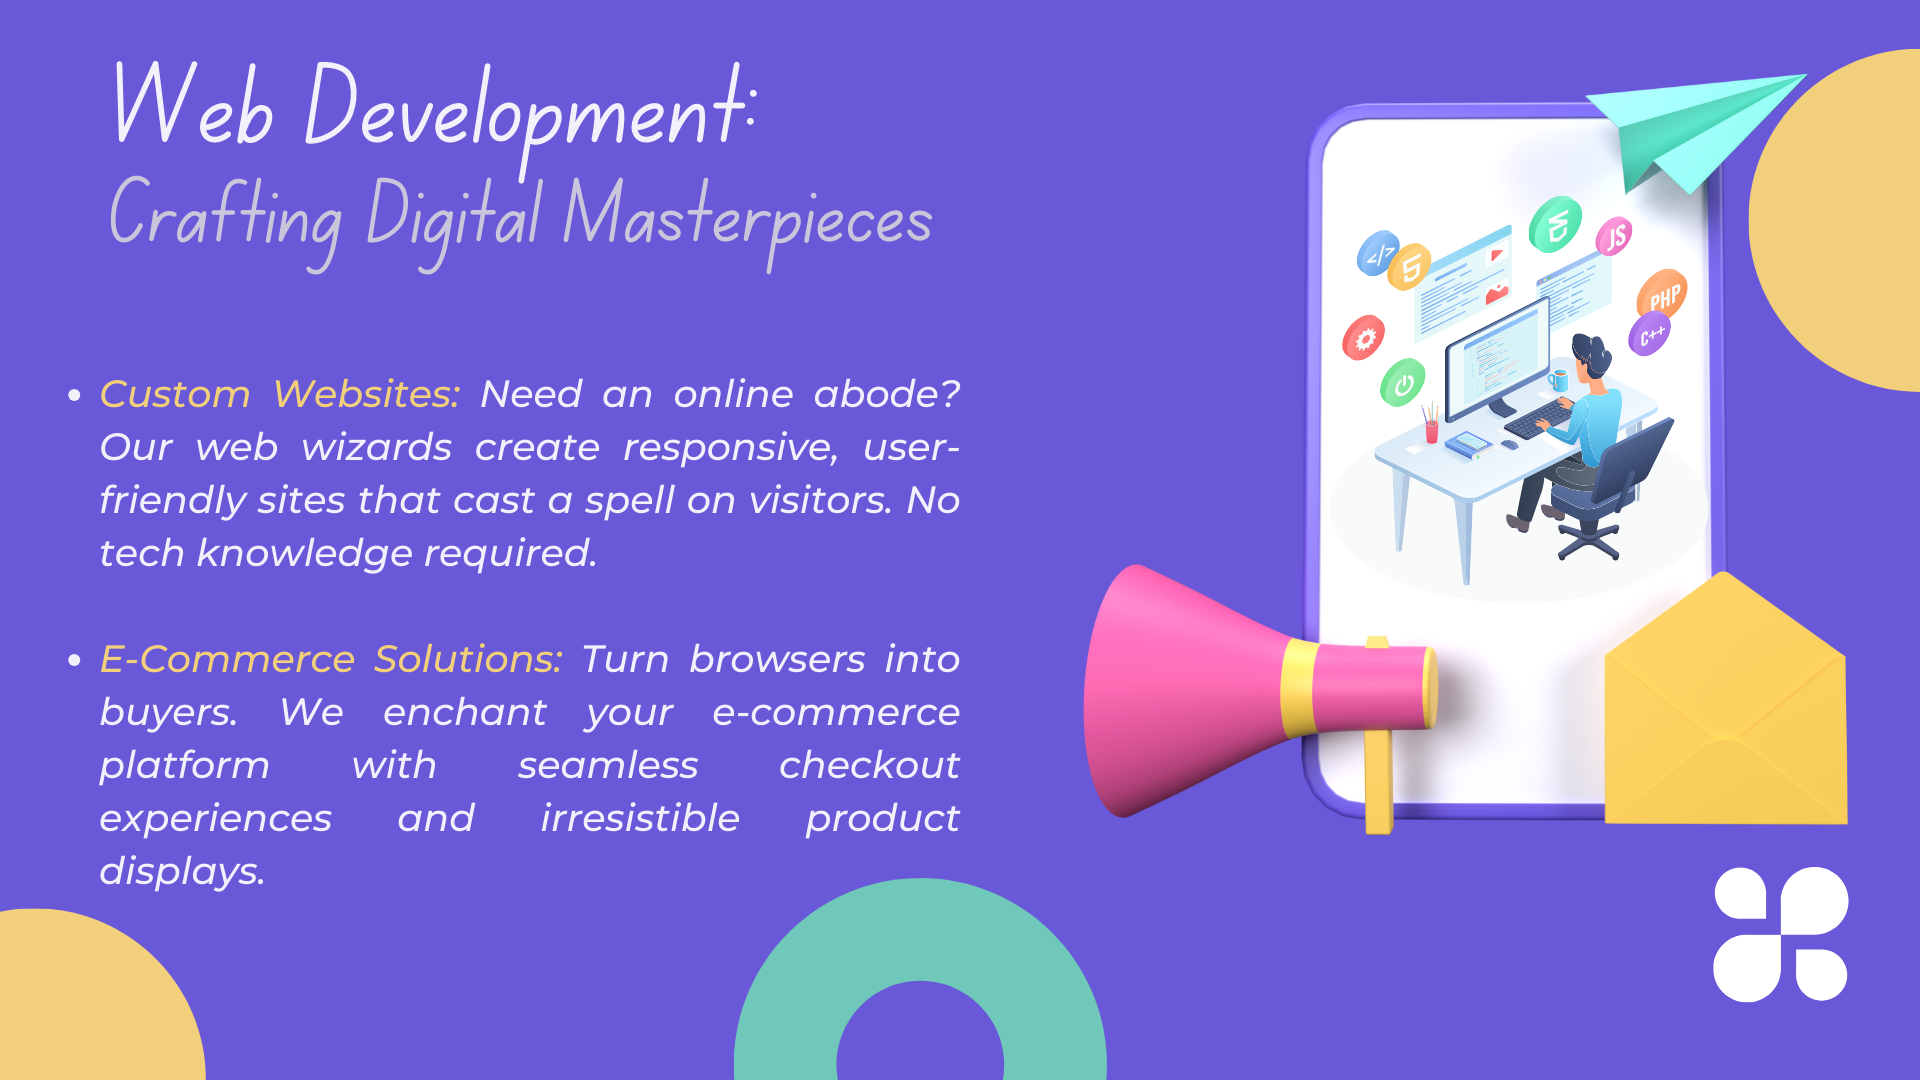 Web Development:
Crafting Digital Masterpieces
• Custom Websites: Need an online abode?
Our web wizards create responsive, user-
friendly sites that cast a spell on visitors. No
tech knowledge required.
• E-Commerce Solutions: Turn browsers into
buyers. We enchant your e-commerce
platform with seamless checkout
experiences and irresistible product
displays.
</>
5
JS
PHP
C++